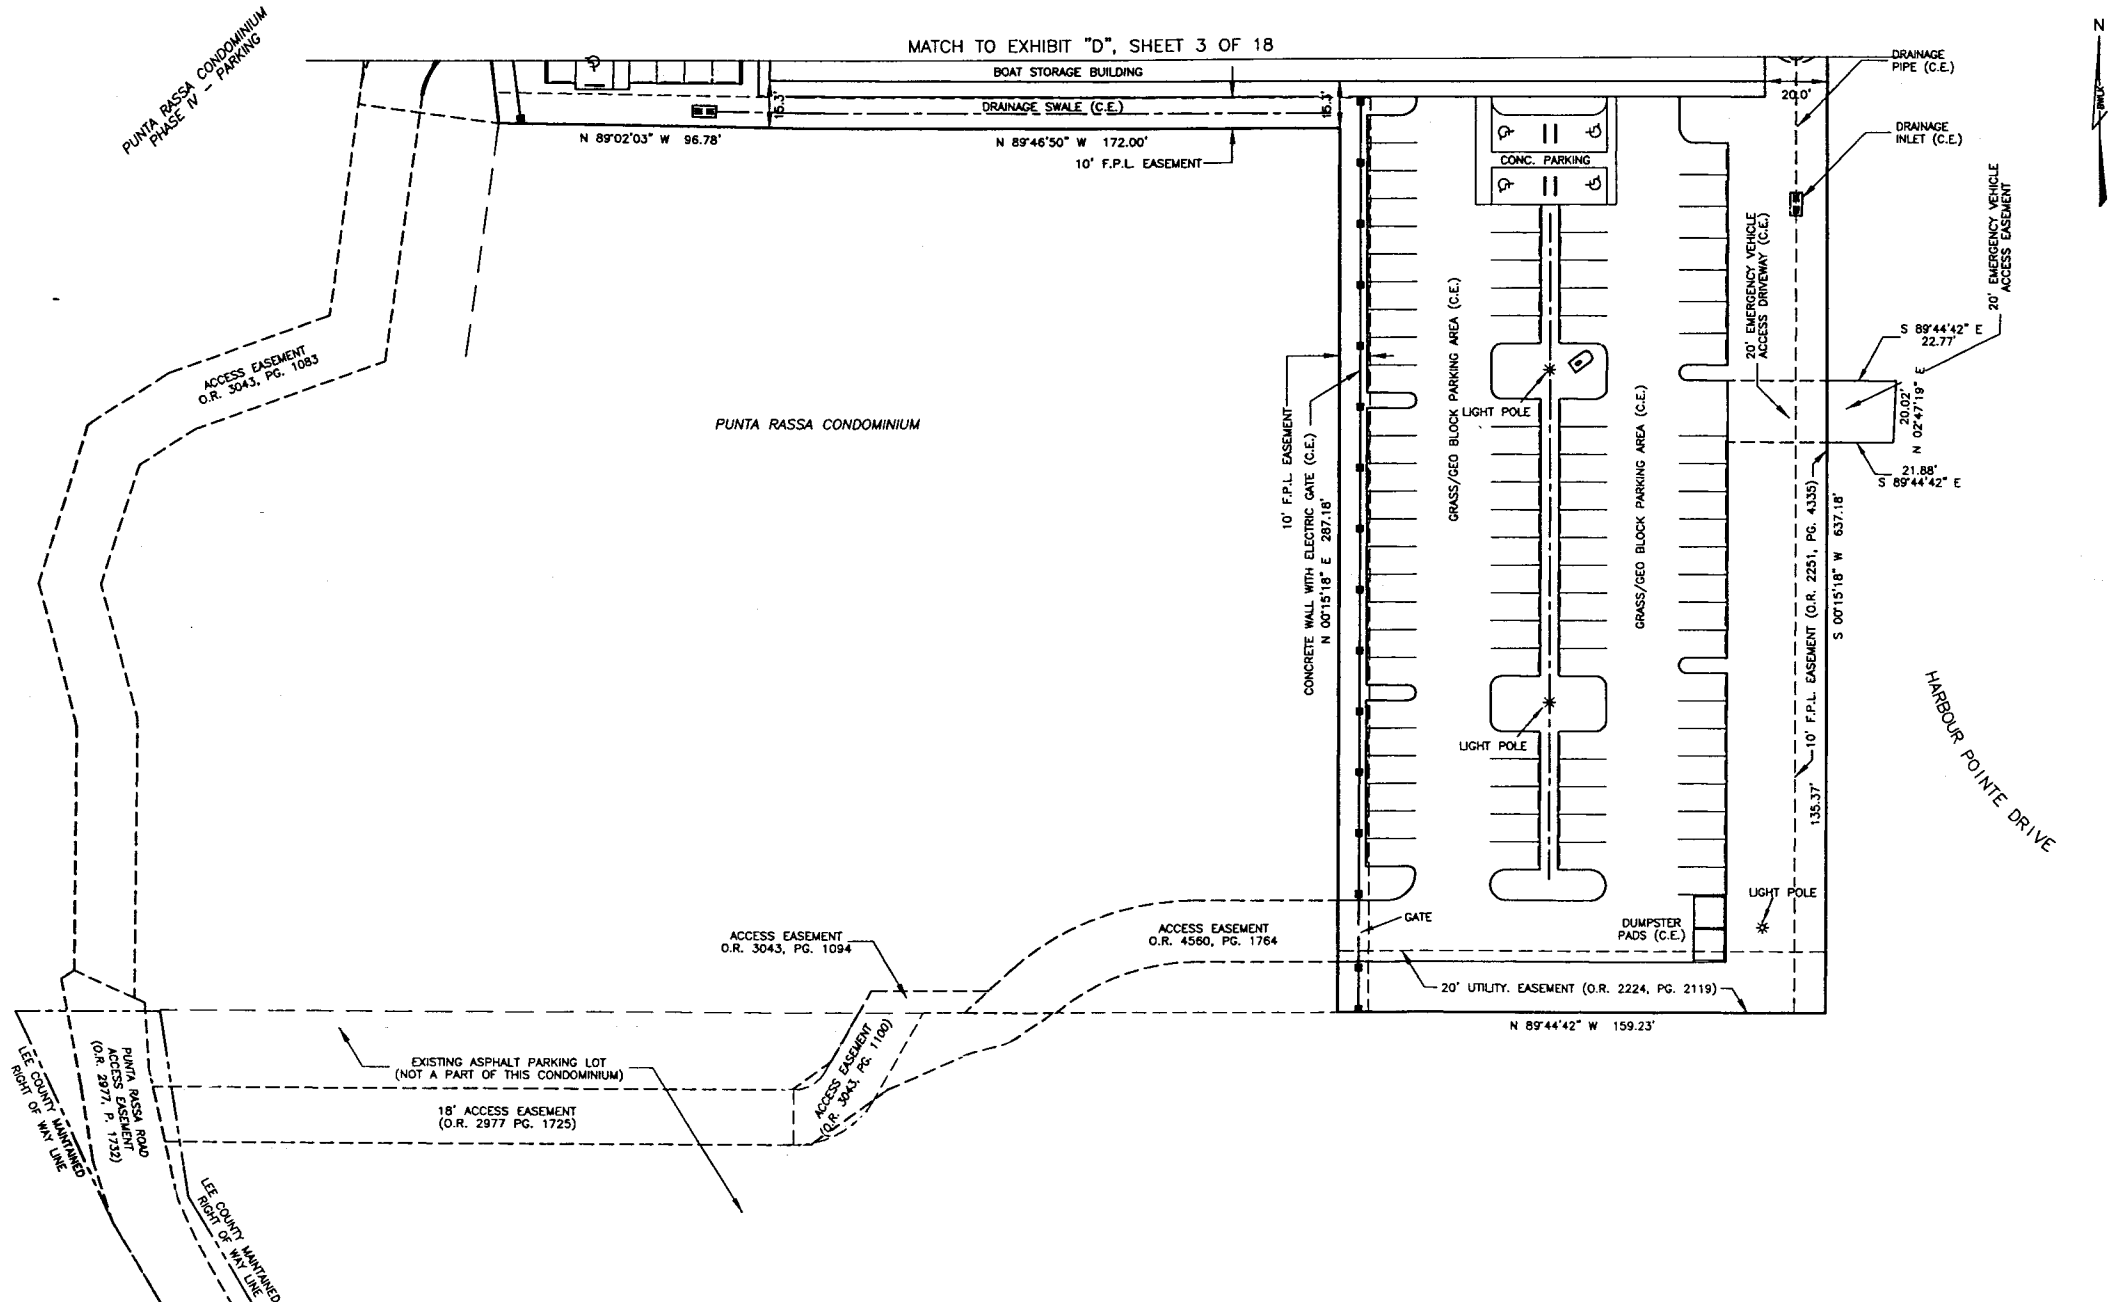 MATCH TO EXHIBIT "D", SHEET 3 OF 18
PUNTA RASSA CONDOMINIUM
PHASE IV - PARKING
BOAT STORAGE BUILDING
DRAINAGE SWALE (C.E.)
15.3'
15.3'
20.0'
N 89°02'03" W 96.78'
N 89°46'50" W 172.00'
10' F.P.L EASEMENT
CONC. PARKING
DRAINAGE
PIPE (C.E.)
DRAINAGE
INLET (C.E.)
N
20' EMERGENCY VEHICLE
ACCESS DRIVEWAY (C.E.)
20' EMERGENCY VEHICLE
ACCESS EASEMENT
S 89°44'42" E
22.77'
20.02'
N 02°47'19" E
21.88'
S 89°44'42" E
ACCESS EASEMENT
O.R. 3043, PG. 1083
PUNTA RASSA CONDOMINIUM
10' F.P.L EASEMENT
CONCRETE WALL WITH ELECTRIC GATE (C.E.)
N 00°15'18" E 287.18'
GRASS/GEO BLOCK PARKING AREA (C.E.)
LIGHT POLE
GRASS/GEO BLOCK PARKING AREA (C.E.)
10' F.P.L. EASEMENT (O.R. 2251, PG. 4335)
S 00°15'18" W 637.18'
135.37'
HARBOUR POINTE DRIVE
LIGHT POLE
LIGHT POLE
GATE
DUMPSTER
PADS (C.E.)
ACCESS EASEMENT
O.R. 3043, PG. 1094
ACCESS EASEMENT
O.R. 4560, PG. 1764
20' UTILITY. EASEMENT (O.R. 2224, PG. 2119)
N 89°44'42" W 159.23'
ACCESS EASEMENT
(O.R. 3043, PG. 1100)
EXISTING ASPHALT PARKING LOT
(NOT A PART OF THIS CONDOMINIUM)
18' ACCESS EASEMENT
(O.R. 2977 PG. 1725)
PUNTA RASSA ROAD
ACCESS EASEMENT
(O.R. 2977, P. 1732)
LEE COUNTY MAINTAINED
RIGHT OF WAY LINE
LEE COUNTY MAINTAINED
RIGHT OF WAY LINE